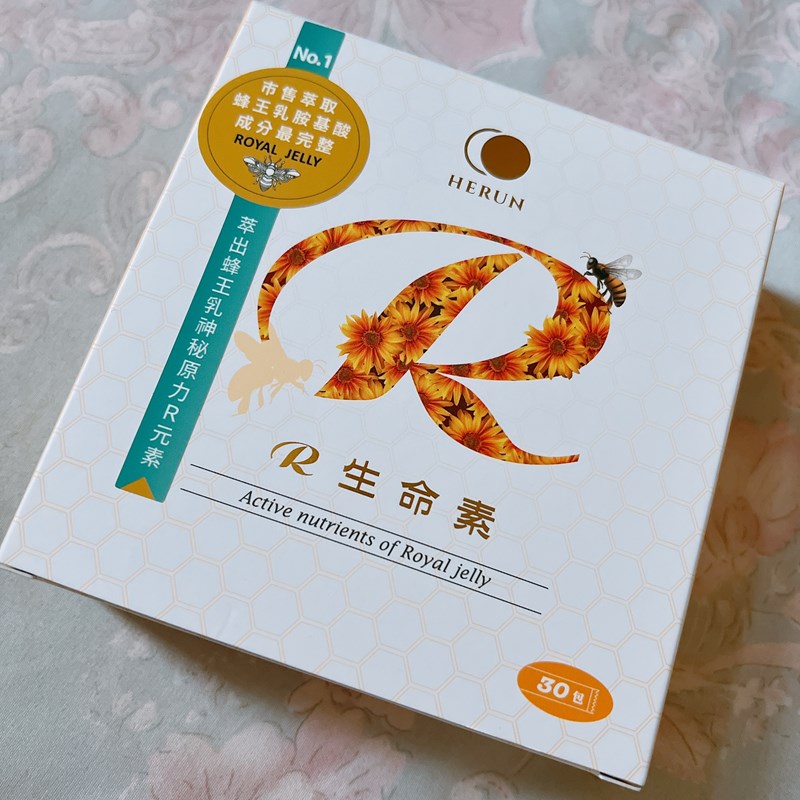 No.1
市售萃取
蜂王乳胺基酸
成分最完整
ROYAL JELLY
萃出蜂王乳神秘原力R元素
HERUN
R
R生命素
Active nutrients of Royal jelly
30包